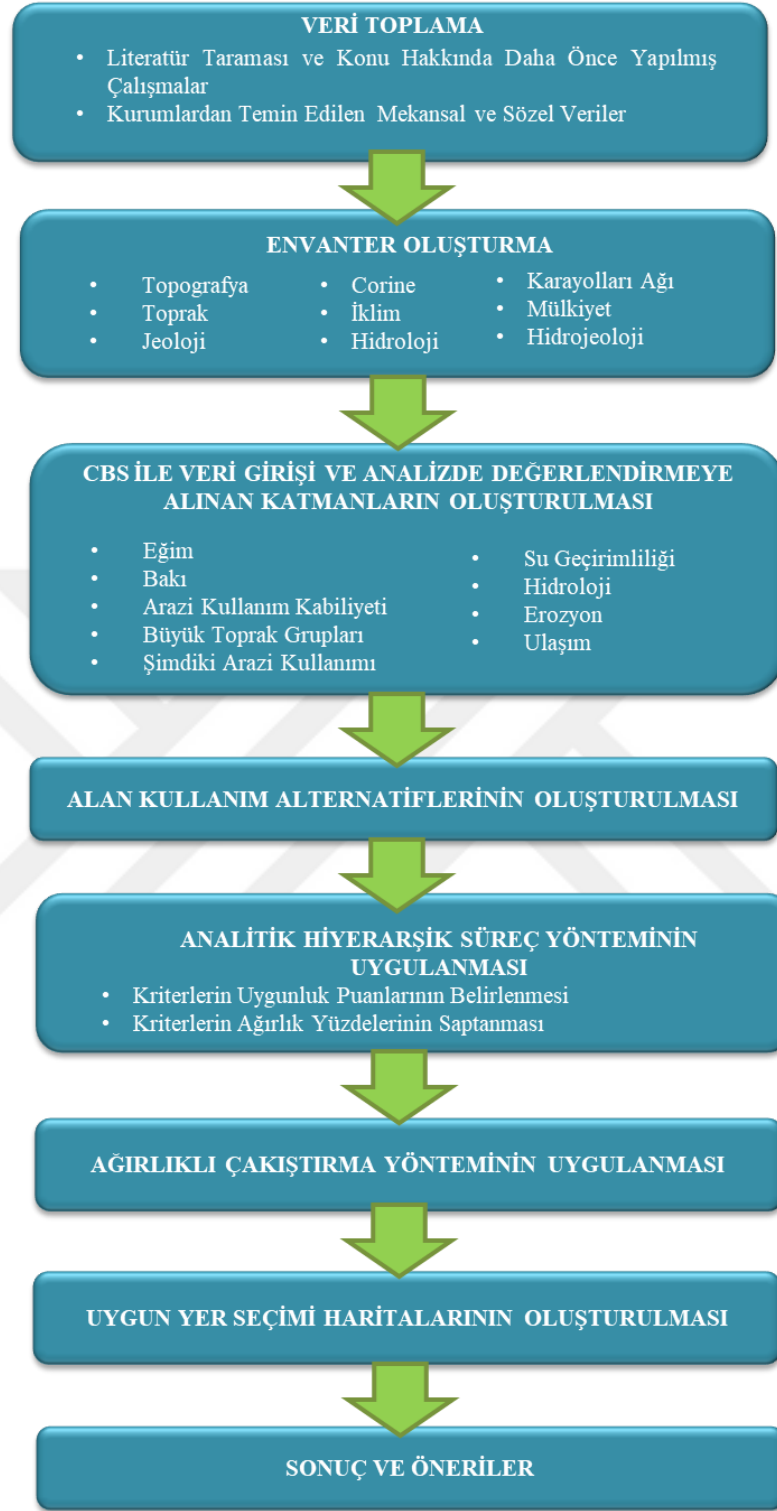 VERİ TOPLAMA
• Literatür Taraması ve Konu Hakkında Daha Önce Yapılmış
Çalışmalar
• Kurumlardan Temin Edilen Mekansal ve Sözel Veriler
ENVANTER OLUŞTURMA
• Topografya
• Toprak
• Jeoloji
• Corine
• İklim
• Hidroloji
• Karayolları Ağı
• Mülkiyet
• Hidrojeoloji
CBS İLE VERİ GİRİŞİ VE ANALİZDE DEĞERLENDİRMEYE
ALINAN KATMANLARIN OLUŞTURULMASI
• Eğim
• Bakı
• Arazi Kullanım Kabiliyeti
• Büyük Toprak Grupları
• Şimdiki Arazi Kullanımı
• Su Geçirimliliği
• Hidroloji
• Erozyon
• Ulaşım
ALAN KULLANIM ALTERNATİFLERİNİN OLUŞTURULMASI
ANALİTİK HİYERARŞİK SÜREÇ YÖNTEMİNİN
UYGULANMASI
• Kriterlerin Uygunluk Puanlarının Belirlenmesi
• Kriterlerin Ağırlık Yüzdelerinin Saptanması
AĞIRLIKLI ÇAKIŞTIRMA YÖNTEMİNİN UYGULANMASI
UYGUN YER SEÇİMİ HARİTALARININ OLUŞTURULMASI
SONUÇ VE ÖNERİLER